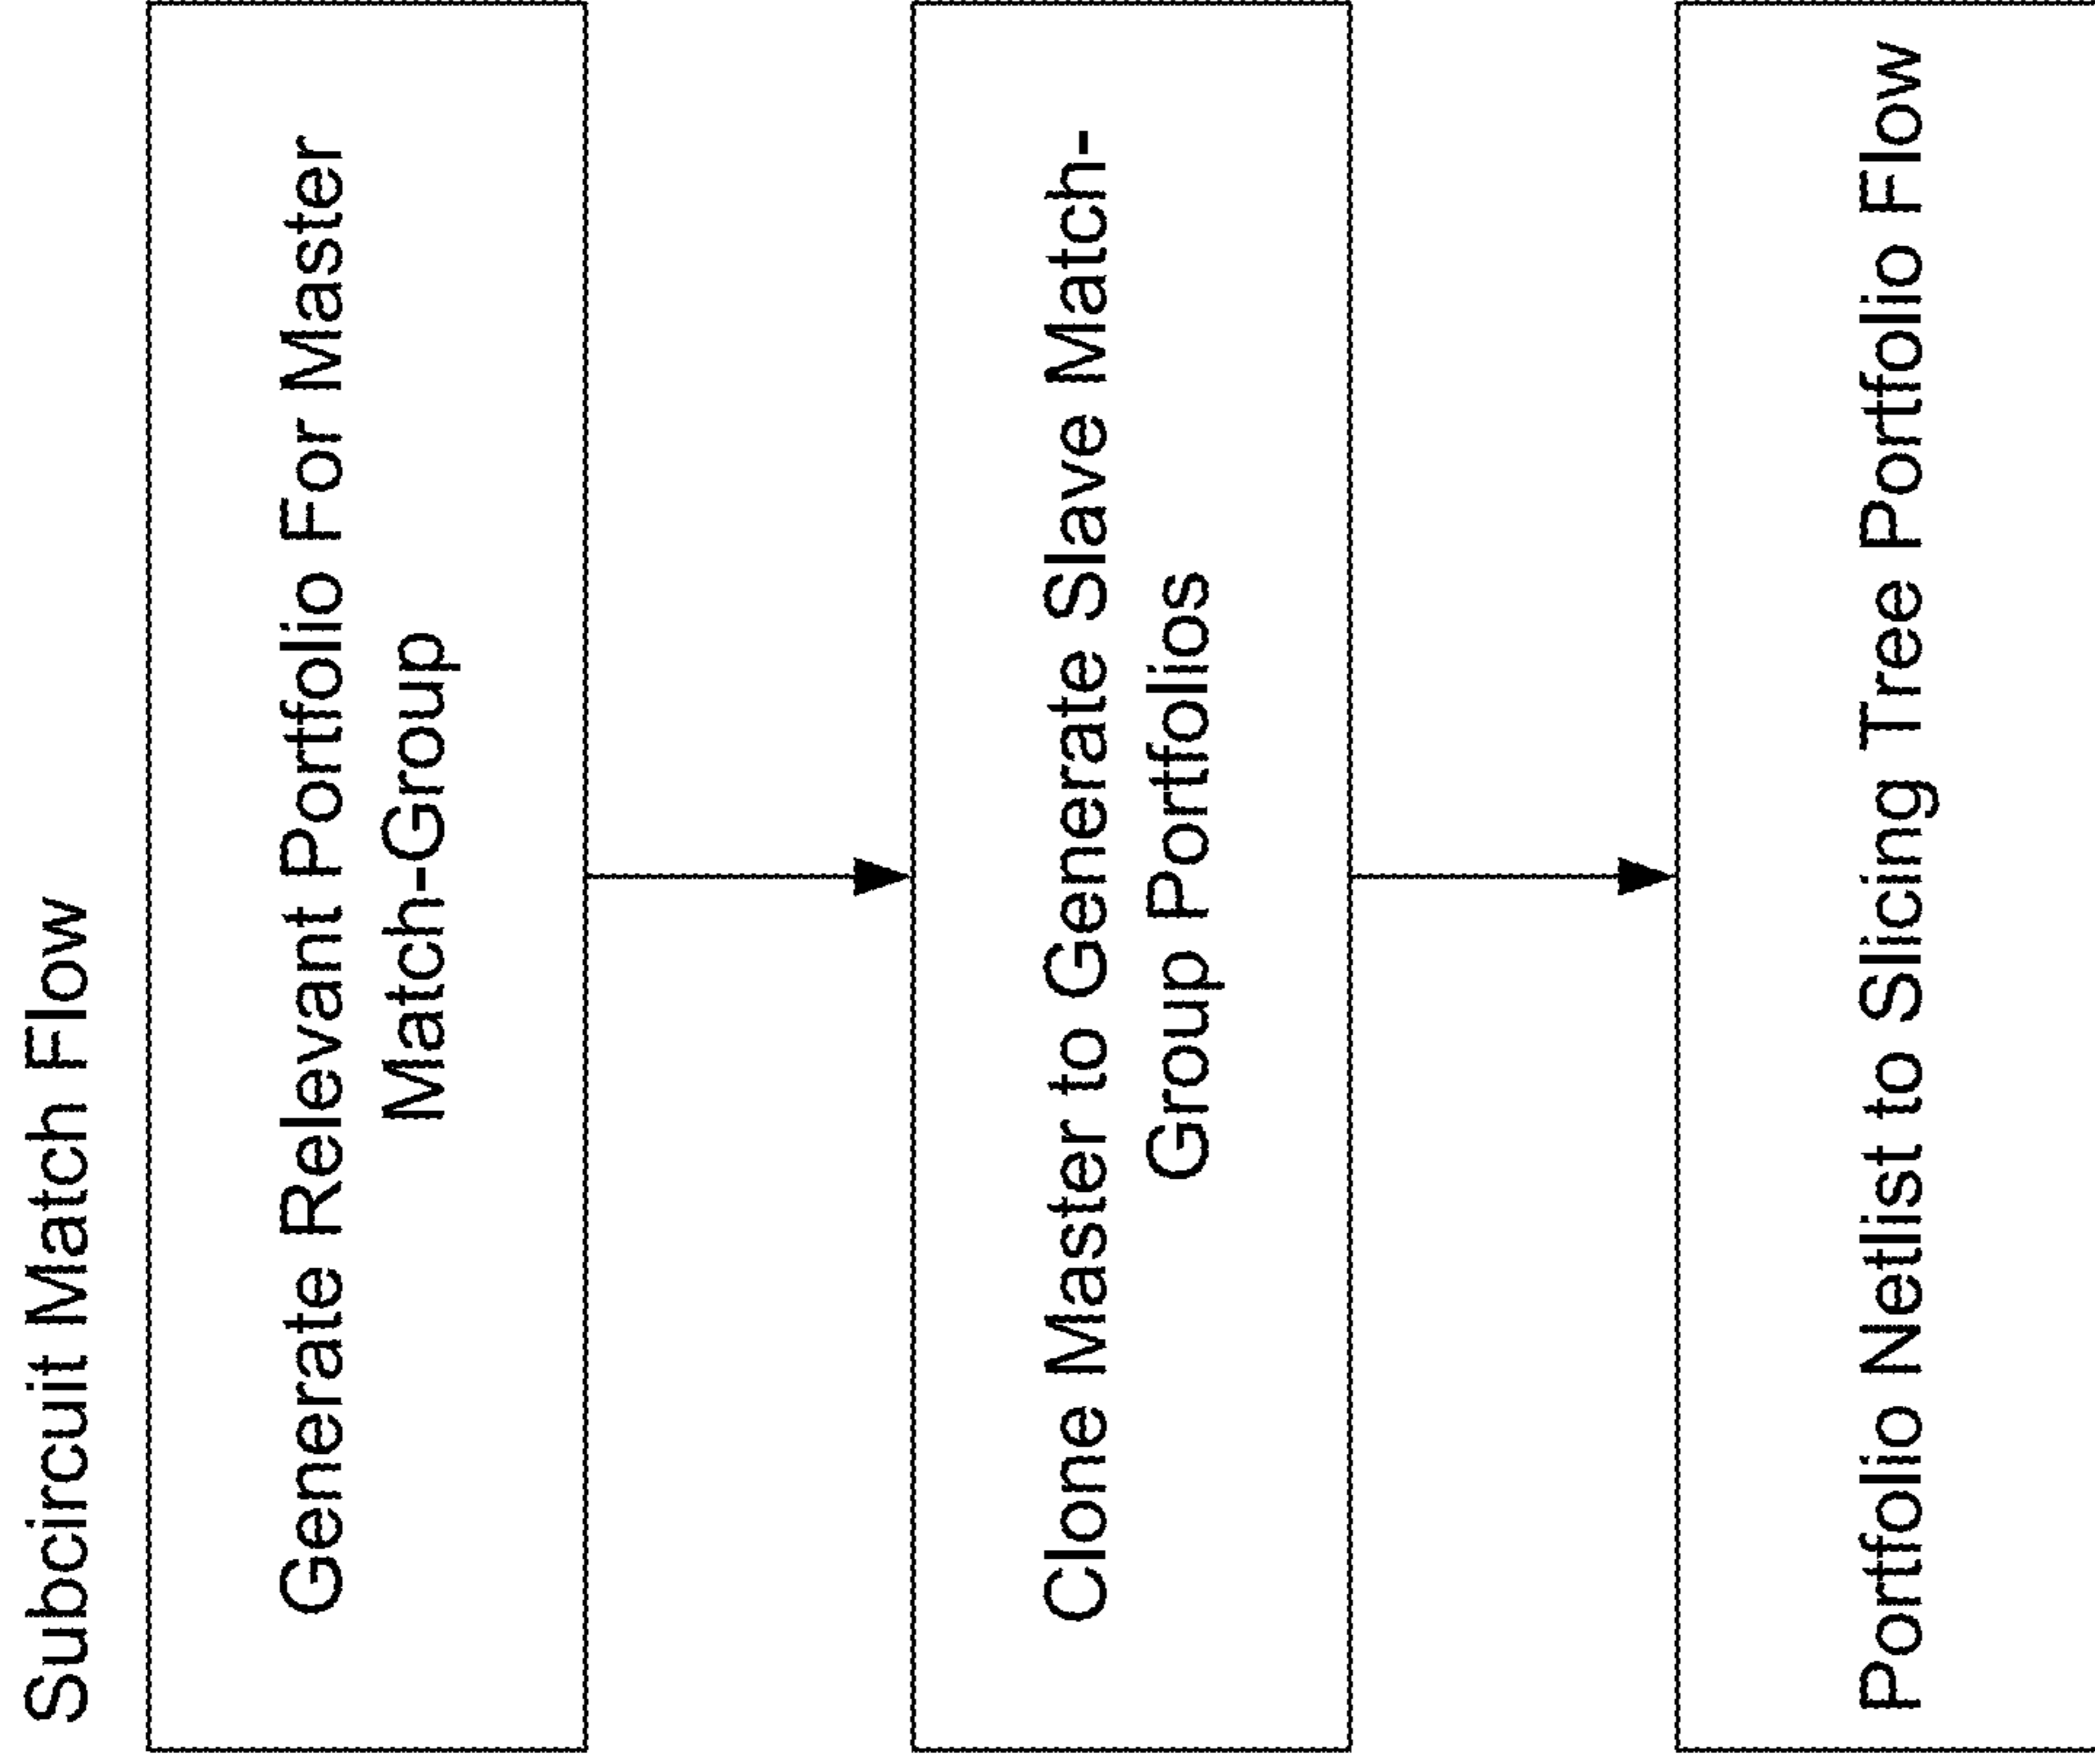 Subcircuit Match Flow
Generate Relevant Portfolio For Master
Match-Group
Clone Master to Generate Slave Match-
Group Portfolios
Portfolio Netlist to Slicing Tree Portfolio Flow